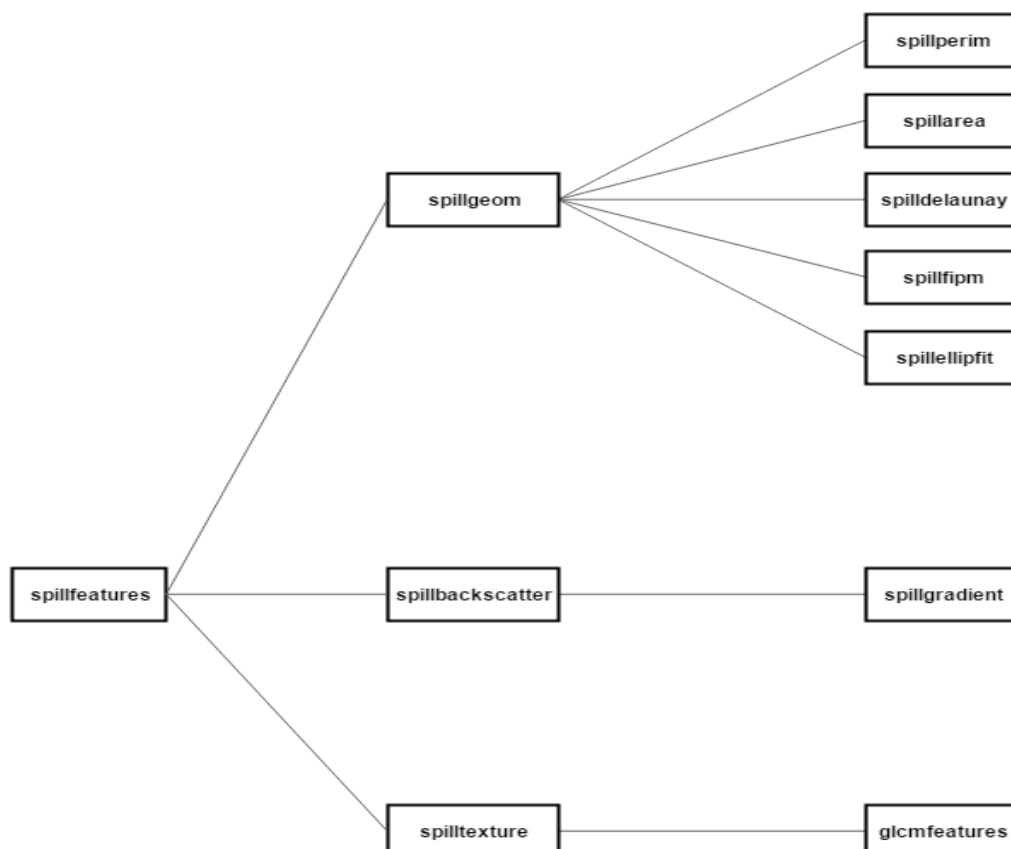 spillperim
spillarea
spillgeom
spilldelaunay
spillfipm
spillellipfit
spillfeatures
spillbackscatter
spillgradient
spilltexture
glcmfeatures